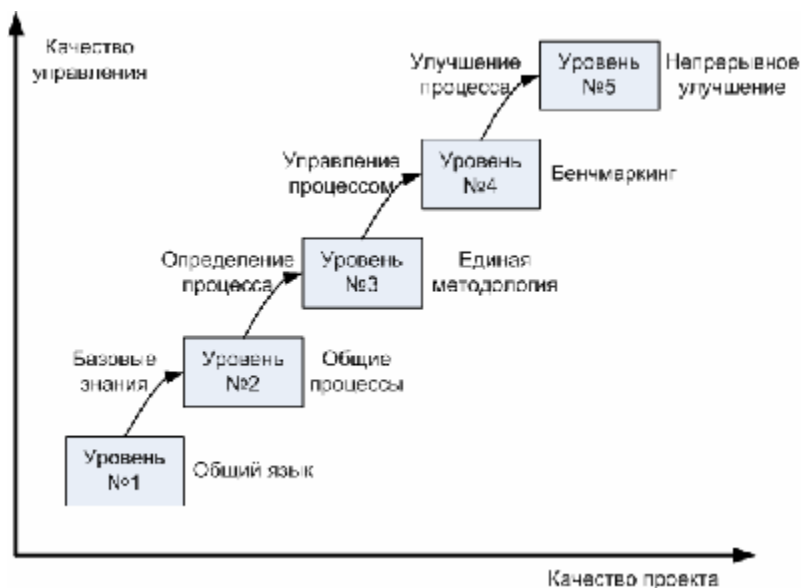 Качество
управления
Улучшение
процесса
Уровень
№5
Непрерывное
улучшение
Управление
процессом
Уровень
№4
Бенчмаркинг
Определение
процесса
Уровень
№3
Единая
методология
Базовые
знания
Уровень
№2
Общие
процессы
Уровень
№1
Общий язык
Качество проекта